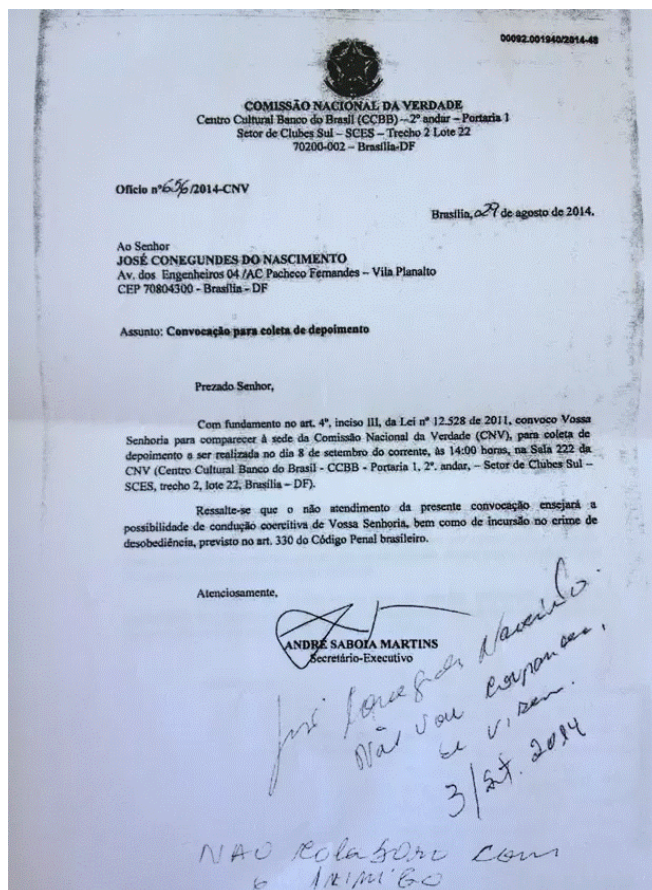 00092.001940/2014-48
COMISSÃO NACIONAL DA VERDADE
Centro Cultural Banco do Brasil (CCBB) – 2º andar – Portaria 1
Setor de Clubes Sul – SCES – Trecho 2 Lote 22
70200-002 – Brasília-DF
Ofício nº 656/2014-CNV
Brasília, 29 de agosto de 2014.
Ao Senhor
JOSÉ CONEGUNDES DO NASCIMENTO
Av. dos Engenheiros 04 /AC Pacheco Fernandes – Vila Planalto
CEP 70804300 - Brasília - DF
Assunto: Convocação para coleta de depoimento
Prezado Senhor,
Com fundamento no art. 4º, inciso III, da Lei nº 12.528 de 2011, convoco Vossa
Senhoria para comparecer à sede da Comissão Nacional da Verdade (CNV), para coleta de
depoimento a ser realizada no dia 8 de setembro do corrente, às 14:00 horas, na Sala 222 da
CNV (Centro Cultural Banco do Brasil - CCBB - Portaria 1, 2º. andar, – Setor de Clubes Sul –
SCES, trecho 2, lote 22, Brasília – DF).
Ressalte-se que o não atendimento da presente convocação ensejará a
possibilidade de condução coercitiva de Vossa Senhoria, bem como de incursão no crime de
desobediência, previsto no art. 330 do Código Penal brasileiro.
Atenciosamente,
ANDRÉ SABOIA MARTINS
Secretário-Executivo
José Conegundes Nascimento.
Não vou comparecer.
Se virem.
3/Set. 2014
NAO colaboro com
o inimigo